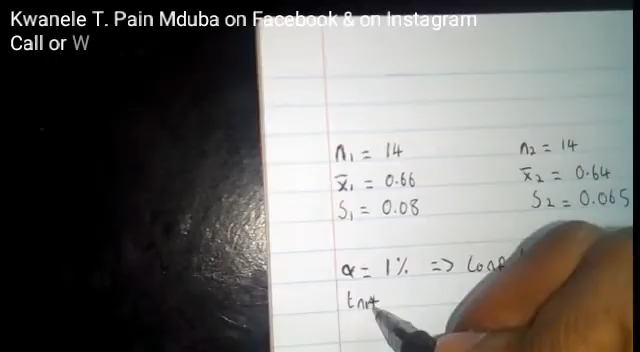 Kwanele T. Pain Mduba on Facebook & on Instagram
Call or W
n₁ = 14
x̄₁ = 0.66
S₁ = 0.08
n₂ = 14
x̄₂ = 0.64
S₂ = 0.065
α = 1% =>